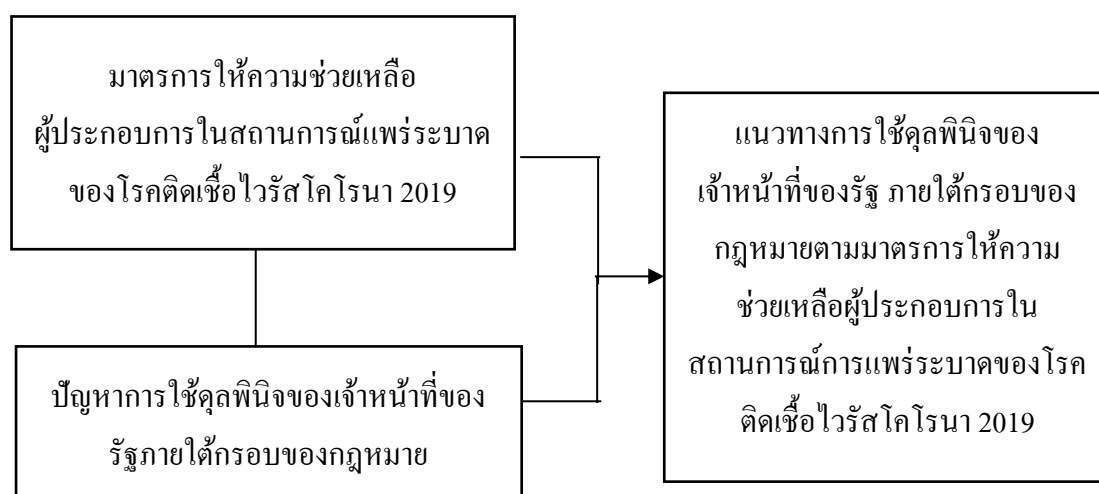 มาตรการให้ความช่วยเหลือ
ผู้ประกอบการในสถานการณ์แพร่ระบาด
ของโรคติดเชื้อไวรัสโคโรนา 2019
ปัญหาการใช้ดุลพินิจของเจ้าหน้าที่ของ
รัฐภายใต้กรอบของกฎหมาย
แนวทางการใช้ดุลพินิจของ
เจ้าหน้าที่ของรัฐ ภายใต้กรอบของ
กฎหมายตามมาตรการให้ความ
ช่วยเหลือผู้ประกอบการใน
สถานการณ์การแพร่ระบาดของโรค
ติดเชื้อไวรัสโคโรนา 2019